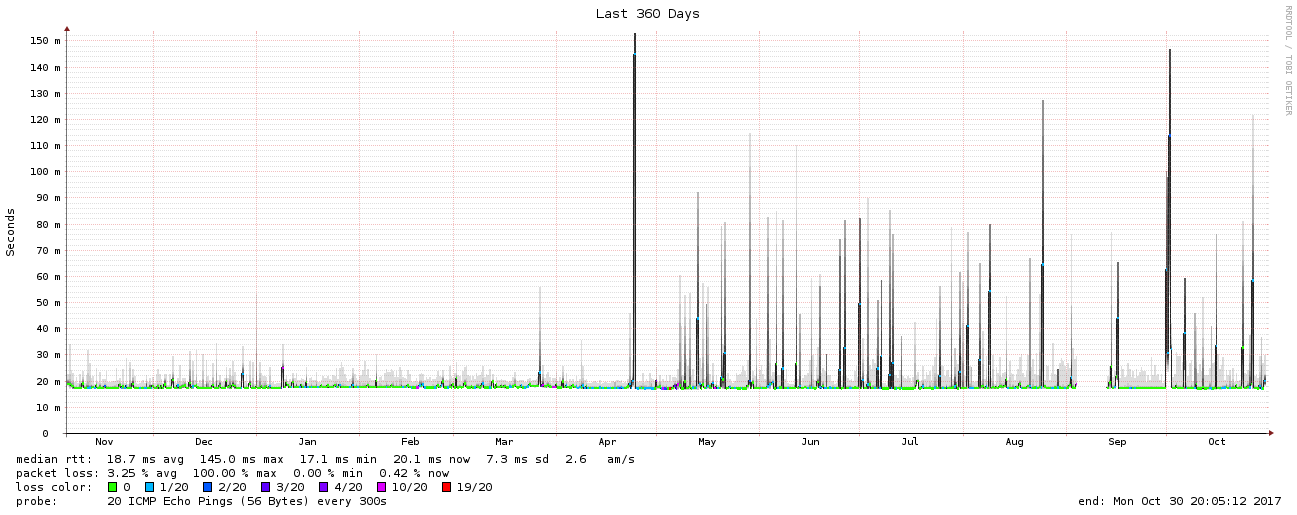 Last 360 Days
RRDTOOL / TOBI OETIKER
Seconds
150 m
140 m
130 m
120 m
110 m
100 m
90 m
80 m
70 m
60 m
50 m
40 m
30 m
20 m
10 m
0
Nov Dec Jan Feb Mar Apr May Jun Jul Aug Sep Oct
median rtt: 18.7 ms avg 145.0 ms max 17.1 ms min 20.1 ms now 7.3 ms sd 2.6 am/s
packet loss: 3.25 % avg 100.00 % max 0.00 % min 0.42 % now
loss color: 0 1/20 2/20 3/20 4/20 10/20 19/20
probe: 20 ICMP Echo Pings (56 Bytes) every 300s end: Mon Oct 30 20:05:12 2017